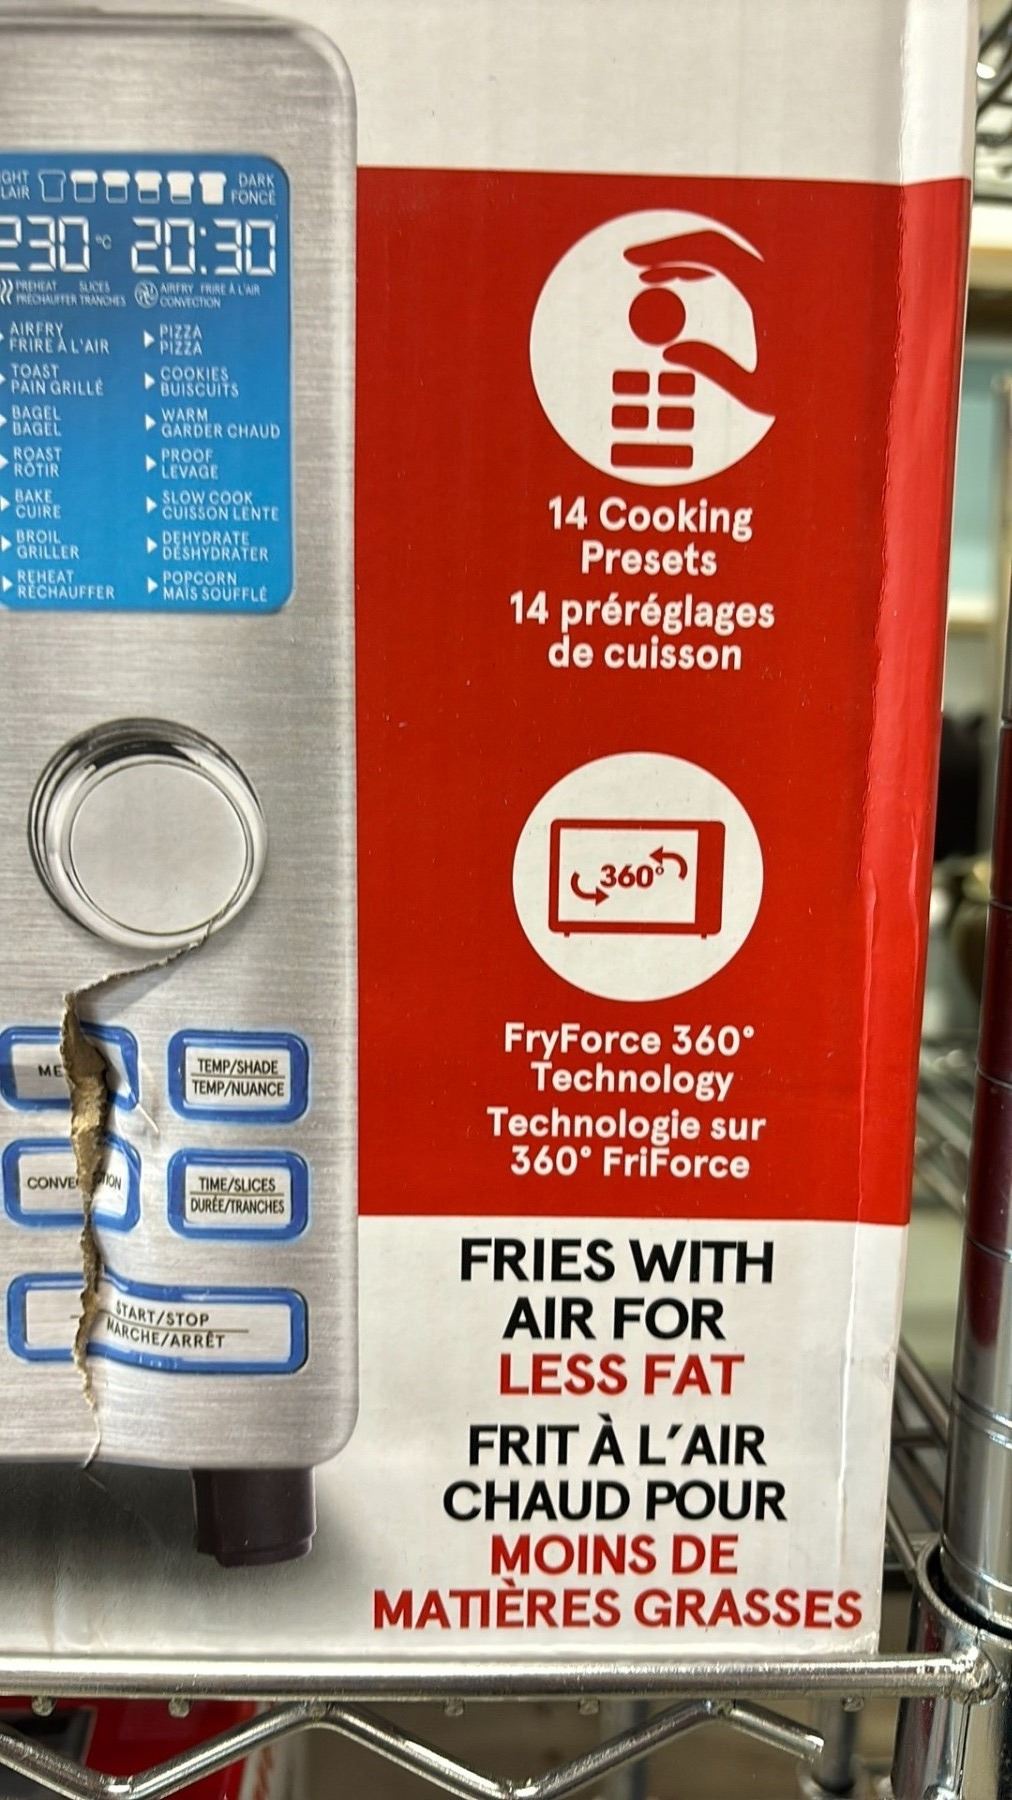 DARK
FONCÉ
230 °C 20:30
PREHEAT SLICES
PRÉCHAUFFER TRANCHES
AIRFRY FRIRE À L'AIR
CONVECTION
AIRFRY
FRIRE À L'AIR
TOAST
PAIN GRILLÉ
BAGEL
BAGEL
ROAST
RÔTIR
BAKE
CUIRE
BROIL
GRILLER
REHEAT
RÉCHAUFFER
PIZZA
PIZZA
COOKIES
BUISCUITS
WARM
GARDER CHAUD
PROOF
LEVAGE
SLOW COOK
CUISSON LENTE
DEHYDRATE
DÉSHYDRATER
POPCORN
MAÏS SOUFFLÉ
TEMP/SHADE
TEMP/NUANCE
TIME/SLICES
DURÉE/TRANCHES
START/STOP
MARCHE/ARRÊT
14 Cooking
Presets
14 préréglages
de cuisson
360°
FryForce 360°
Technology
Technologie sur
360° FriForce
FRIES WITH
AIR FOR
LESS FAT
FRIT À L'AIR
CHAUD POUR
MOINS DE
MATIÈRES GRASSES